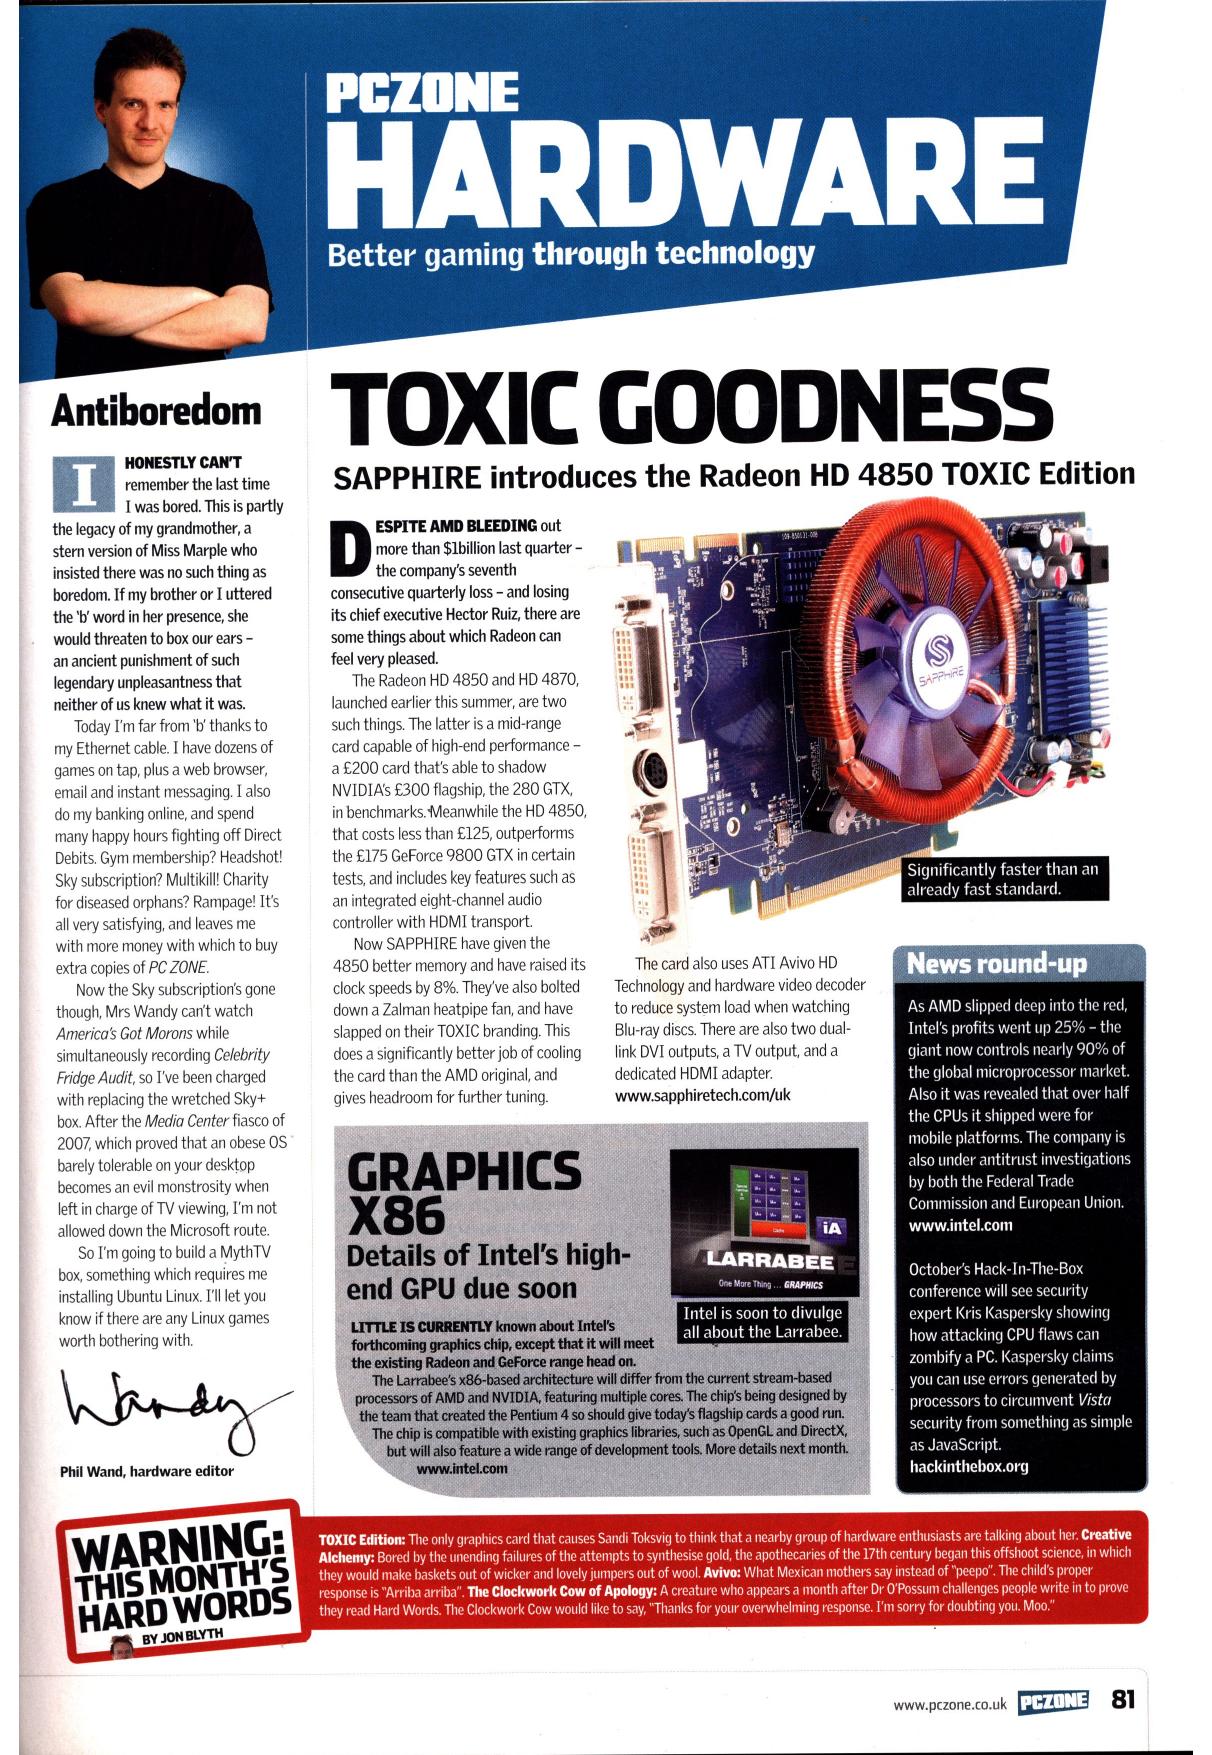 PCZONE
HARDWARE
Better gaming through technology
Antiboredom
I HONESTLY CAN'T
remember the last time
I was bored. This is partly
the legacy of my grandmother, a
stern version of Miss Marple who
insisted there was no such thing as
boredom. If my brother or I uttered
the 'b' word in her presence, she
would threaten to box our ears –
an ancient punishment of such
legendary unpleasantness that
neither of us knew what it was.
Today I'm far from 'b' thanks to
my Ethernet cable. I have dozens of
games on tap, plus a web browser,
email and instant messaging. I also
do my banking online, and spend
many happy hours fighting off Direct
Debits. Gym membership? Headshot!
Sky subscription? Multikill! Charity
for diseased orphans? Rampage! It's
all very satisfying, and leaves me
with more money with which to buy
extra copies of PC ZONE.
Now the Sky subscription's gone
though, Mrs Wandy can't watch
America's Got Morons while
simultaneously recording Celebrity
Fridge Audit, so I've been charged
with replacing the wretched Sky+
box. After the Media Center fiasco of
2007, which proved that an obese OS
barely tolerable on your desktop
becomes an evil monstrosity when
left in charge of TV viewing, I'm not
allowed down the Microsoft route.
So I'm going to build a MythTV
box, something which requires me
installing Ubuntu Linux. I'll let you
know if there are any Linux games
worth bothering with.
Wandy
Phil Wand, hardware editor
TOXIC GOODNESS
SAPPHIRE introduces the Radeon HD 4850 TOXIC Edition
DESPITE AMD BLEEDING out
more than $1billion last quarter –
the company's seventh
consecutive quarterly loss – and losing
its chief executive Hector Ruiz, there are
some things about which Radeon can
feel very pleased.
The Radeon HD 4850 and HD 4870,
launched earlier this summer, are two
such things. The latter is a mid-range
card capable of high-end performance –
a £200 card that's able to shadow
NVIDIA's £300 flagship, the 280 GTX,
in benchmarks. Meanwhile the HD 4850,
that costs less than £125, outperforms
the £175 GeForce 9800 GTX in certain
tests, and includes key features such as
an integrated eight-channel audio
controller with HDMI transport.
Now SAPPHIRE have given the
4850 better memory and have raised its
clock speeds by 8%. They've also bolted
down a Zalman heatpipe fan, and have
slapped on their TOXIC branding. This
does a significantly better job of cooling
the card than the AMD original, and
gives headroom for further tuning.
109-B50131-00B
SAPPHIRE
Significantly faster than an
already fast standard.
The card also uses ATI Avivo HD
Technology and hardware video decoder
to reduce system load when watching
Blu-ray discs. There are also two dual-
link DVI outputs, a TV output, and a
dedicated HDMI adapter.
www.sapphiretech.com/uk
GRAPHICS
X86
Details of Intel's high-
end GPU due soon
LITTLE IS CURRENTLY known about Intel's
forthcoming graphics chip, except that it will meet
the existing Radeon and GeForce range head on.
The Larrabee's x86-based architecture will differ from the current stream-based
processors of AMD and NVIDIA, featuring multiple cores. The chip's being designed by
the team that created the Pentium 4 so should give today's flagship cards a good run.
The chip is compatible with existing graphics libraries, such as OpenGL and DirectX,
but will also feature a wide range of development tools. More details next month.
www.intel.com
Cache
iA
LARRABEE
One More Thing ... GRAPHICS
Intel is soon to divulge
all about the Larrabee.
News round-up
As AMD slipped deep into the red,
Intel's profits went up 25% – the
giant now controls nearly 90% of
the global microprocessor market.
Also it was revealed that over half
the CPUs it shipped were for
mobile platforms. The company is
also under antitrust investigations
by both the Federal Trade
Commission and European Union.
www.intel.com
October's Hack-In-The-Box
conference will see security
expert Kris Kaspersky showing
how attacking CPU flaws can
zombify a PC. Kaspersky claims
you can use errors generated by
processors to circumvent Vista
security from something as simple
as JavaScript.
hackinthebox.org
WARNING:
THIS MONTH'S
HARD WORDS
BY JON BLYTH
TOXIC Edition: The only graphics card that causes Sandi Toksvig to think that a nearby group of hardware enthusiasts are talking about her. Creative
Alchemy: Bored by the unending failures of the attempts to synthesise gold, the apothecaries of the 17th century began this offshoot science, in which
they would make baskets out of wicker and lovely jumpers out of wool. Avivo: What Mexican mothers say instead of "peepo". The child's proper
response is "Arriba arriba". The Clockwork Cow of Apology: A creature who appears a month after Dr O'Possum challenges people write in to prove
they read Hard Words. The Clockwork Cow would like to say, "Thanks for your overwhelming response. I'm sorry for doubting you. Moo."
www.pczone.co.uk PCZONE 81